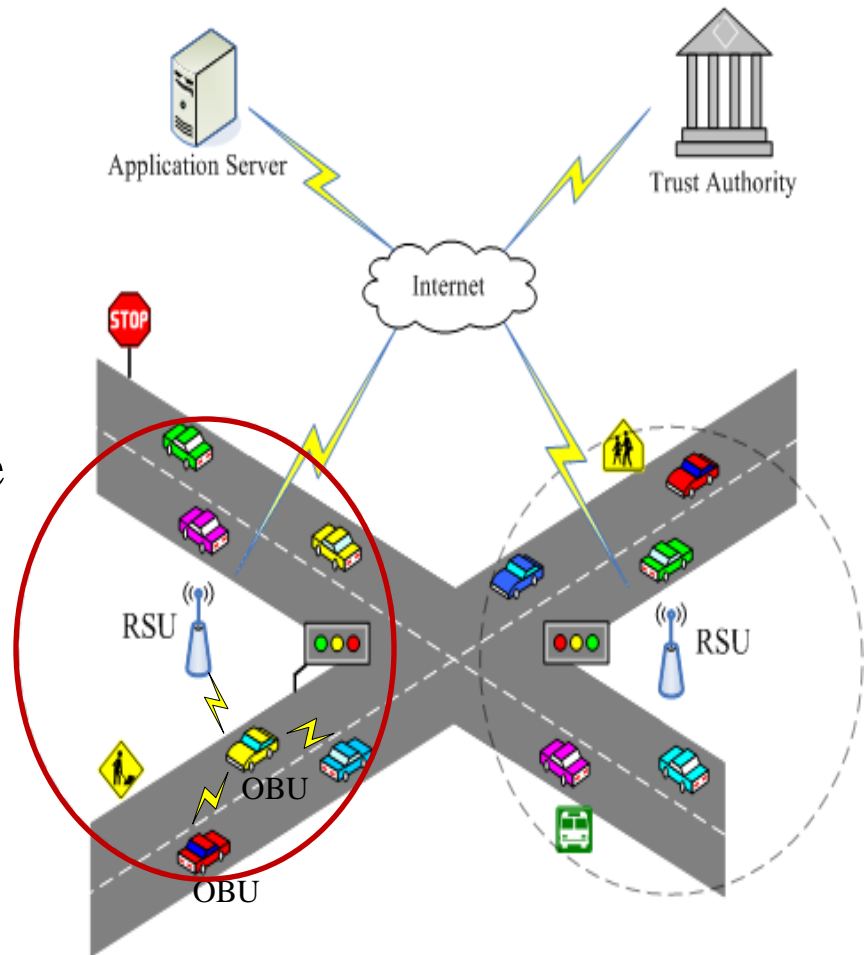 Application Server
Trust Authority
Internet
STOP
e
RSU
RSU
OBU
OBU